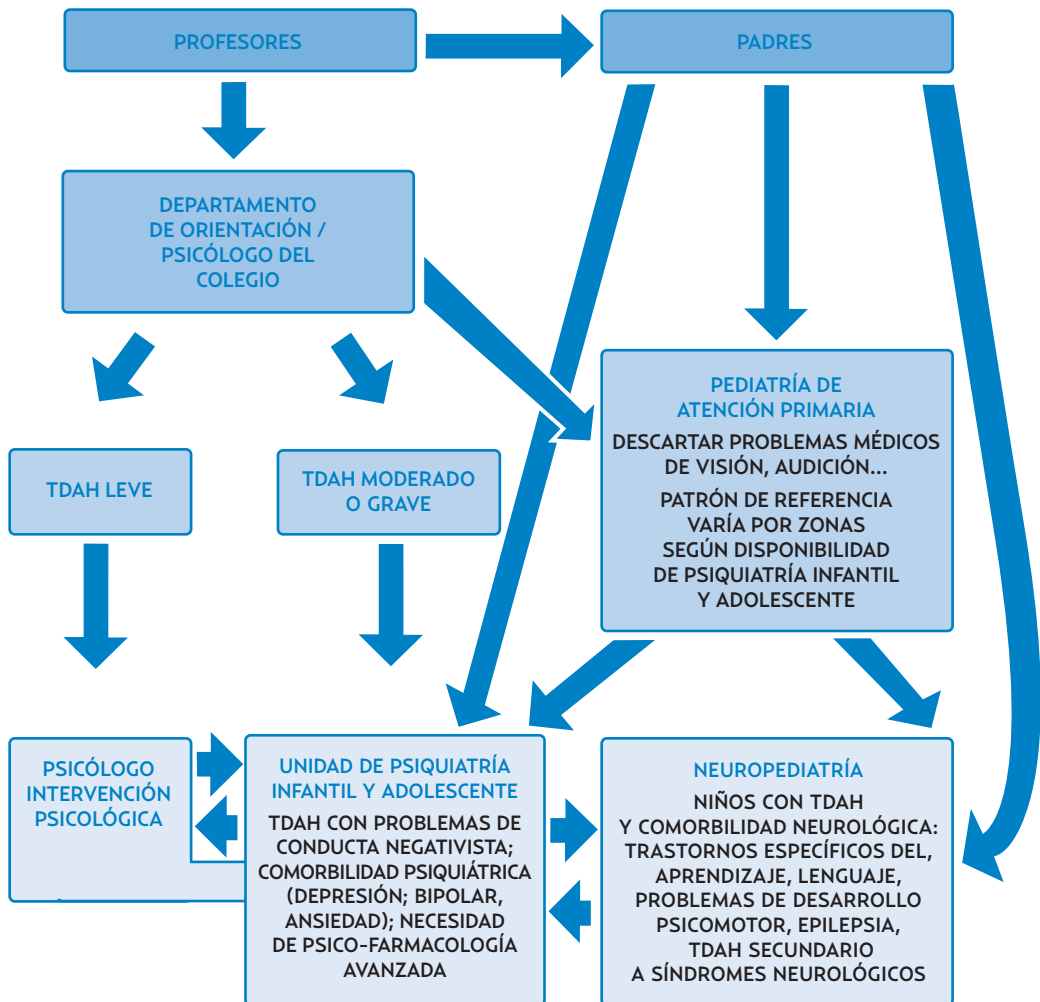 PROFESORES
PADRES
DEPARTAMENTO
DE ORIENTACIÓN /
PSICÓLOGO DEL
COLEGIO
PEDIATRÍA DE
ATENCIÓN PRIMARIA
DESCARTAR PROBLEMAS MÉDICOS
DE VISIÓN, AUDICIÓN...
PATRÓN DE REFERENCIA
VARÍA POR ZONAS
SEGÚN DISPONIBILIDAD
DE PSIQUIATRÍA INFANTIL
Y ADOLESCENTE
TDAH LEVE
TDAH MODERADO
O GRAVE
PSICÓLOGO
INTERVENCIÓN
PSICOLÓGICA
UNIDAD DE PSIQUIATRÍA
INFANTIL Y ADOLESCENTE
TDAH CON PROBLEMAS DE
CONDUCTA NEGATIVISTA;
COMORBILIDAD PSIQUIÁTRICA
(DEPRESIÓN; BIPOLAR,
ANSIEDAD); NECESIDAD
DE PSICO-FARMACOLOGÍA
AVANZADA
NEUROPEDIATRÍA
NIÑOS CON TDAH
Y COMORBILIDAD NEUROLÓGICA:
TRASTORNOS ESPECÍFICOS DEL,
APRENDIZAJE, LENGUAJE,
PROBLEMAS DE DESARROLLO
PSICOMOTOR, EPILEPSIA,
TDAH SECUNDARIO
A SÍNDROMES NEUROLÓGICOS